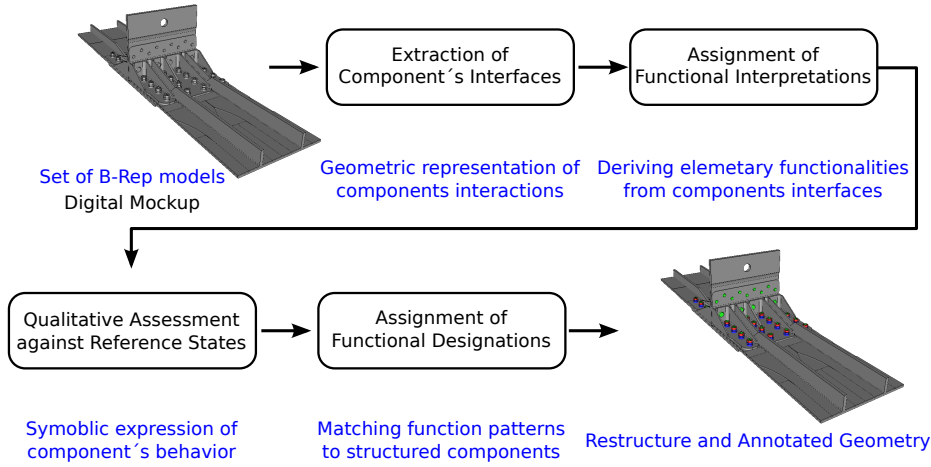 Extraction of
Component´s Interfaces
Assignment of
Functional Interpretations
Set of B-Rep models
Digital Mockup
Geometric representation of
components interactions
Deriving elemetary functionalities
from components interfaces
Qualitative Assessment
against Reference States
Assignment of
Functional Designations
Symoblic expression of
component´s behavior
Matching function patterns
to structured components
Restructure and Annotated Geometry